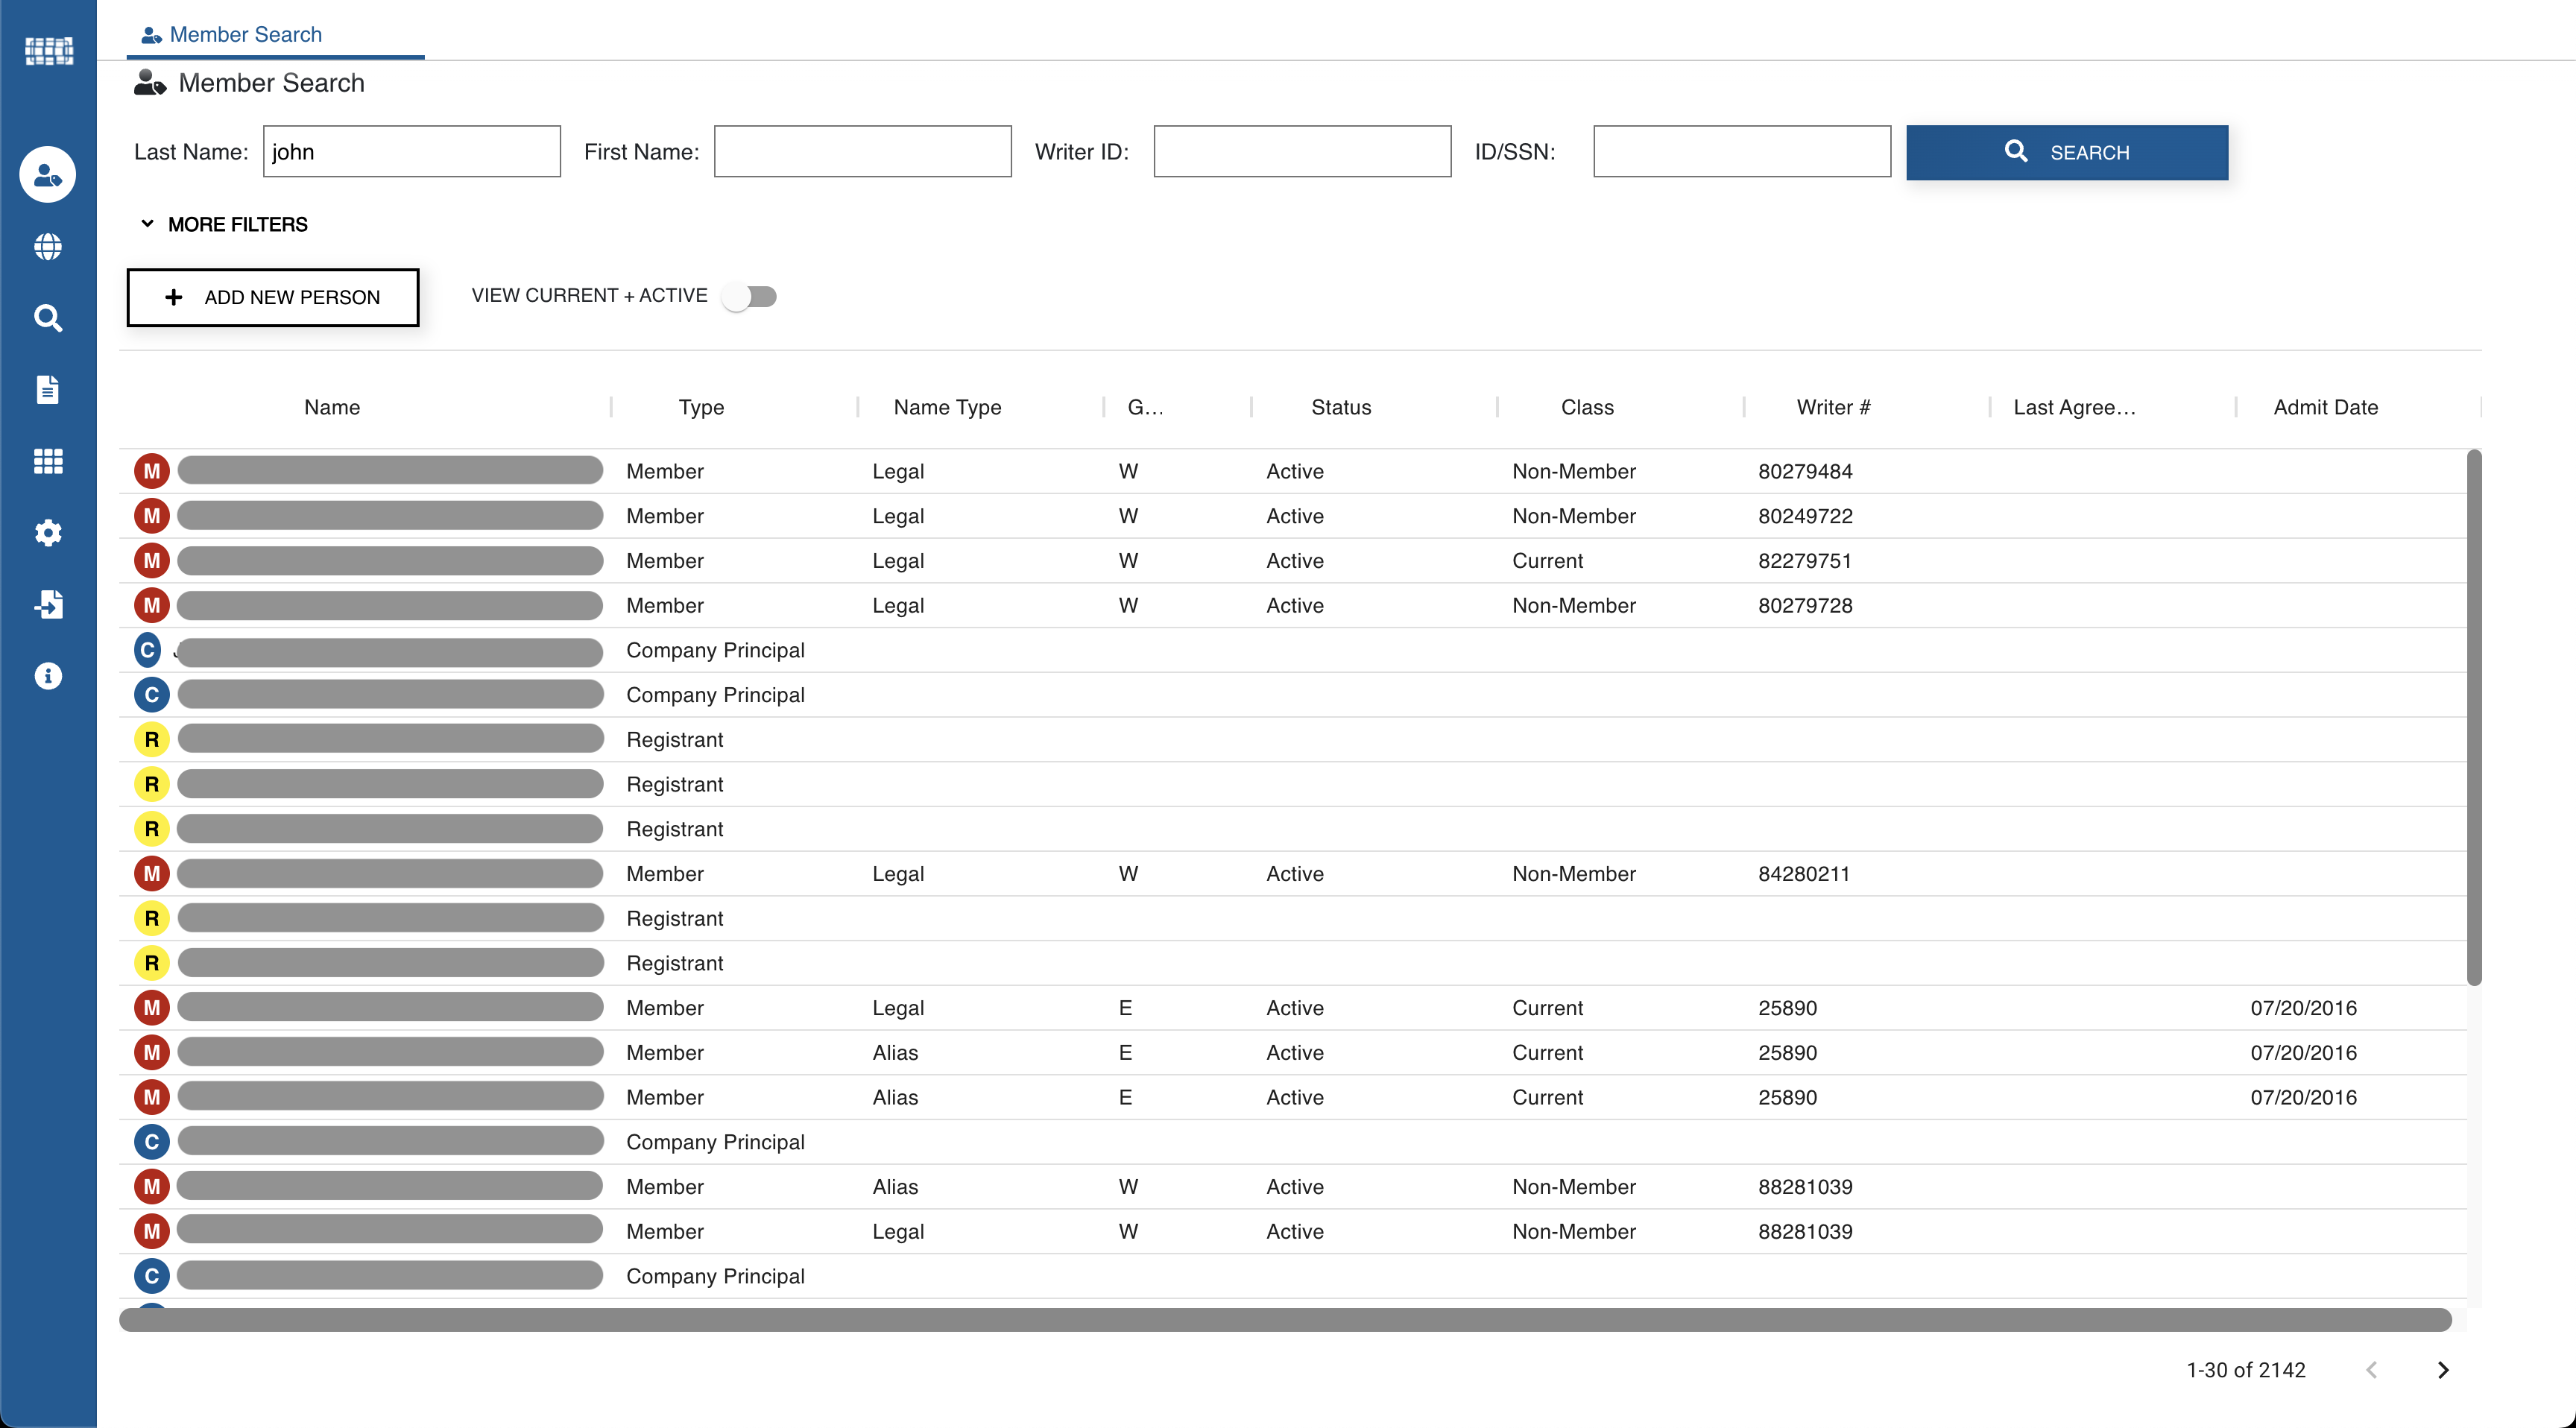 Member Search
Member Search
Last Name: john First Name: Writer ID: ID/SSN: SEARCH
MORE FILTERS
+ ADD NEW PERSON VIEW CURRENT + ACTIVE
Name Type Name Type G... Status Class Writer # Last Agree... Admit Date
M Member Legal W Active Non-Member 80279484
M Member Legal W Active Non-Member 80249722
M Member Legal W Active Current 82279751
M Member Legal W Active Non-Member 80279728
C Company Principal
C Company Principal
R Registrant
R Registrant
R Registrant
M Member Legal W Active Non-Member 84280211
R Registrant
R Registrant
M Member Legal E Active Current 25890 07/20/2016
M Member Alias E Active Current 25890 07/20/2016
M Member Alias E Active Current 25890 07/20/2016
C Company Principal
M Member Alias W Active Non-Member 88281039
M Member Legal W Active Non-Member 88281039
C Company Principal
1-30 of 2142